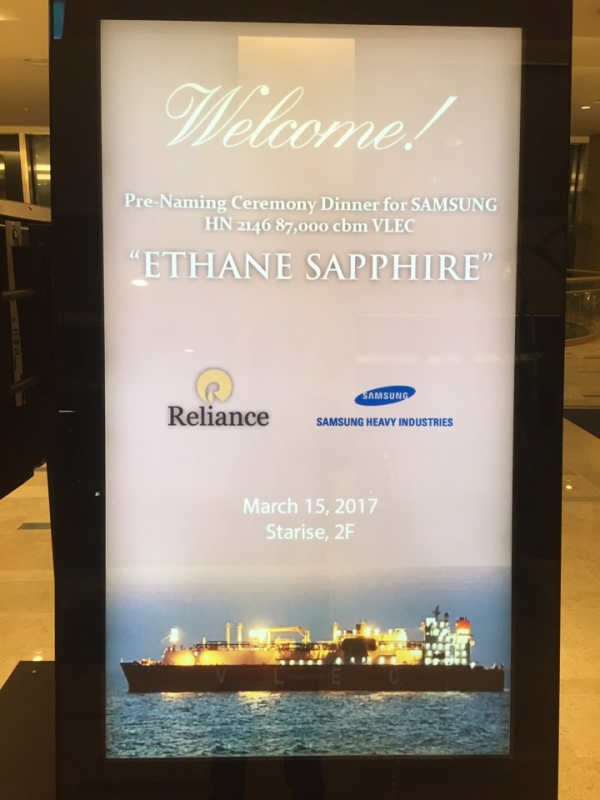 Welcome!
Pre-Naming Ceremony Dinner for SAMSUNG
HN 2146 87,000 cbm VLEC
“ETHANE SAPPHIRE”
Reliance
SAMSUNG
SAMSUNG HEAVY INDUSTRIES
March 15, 2017
Starise, 2F
V L E C